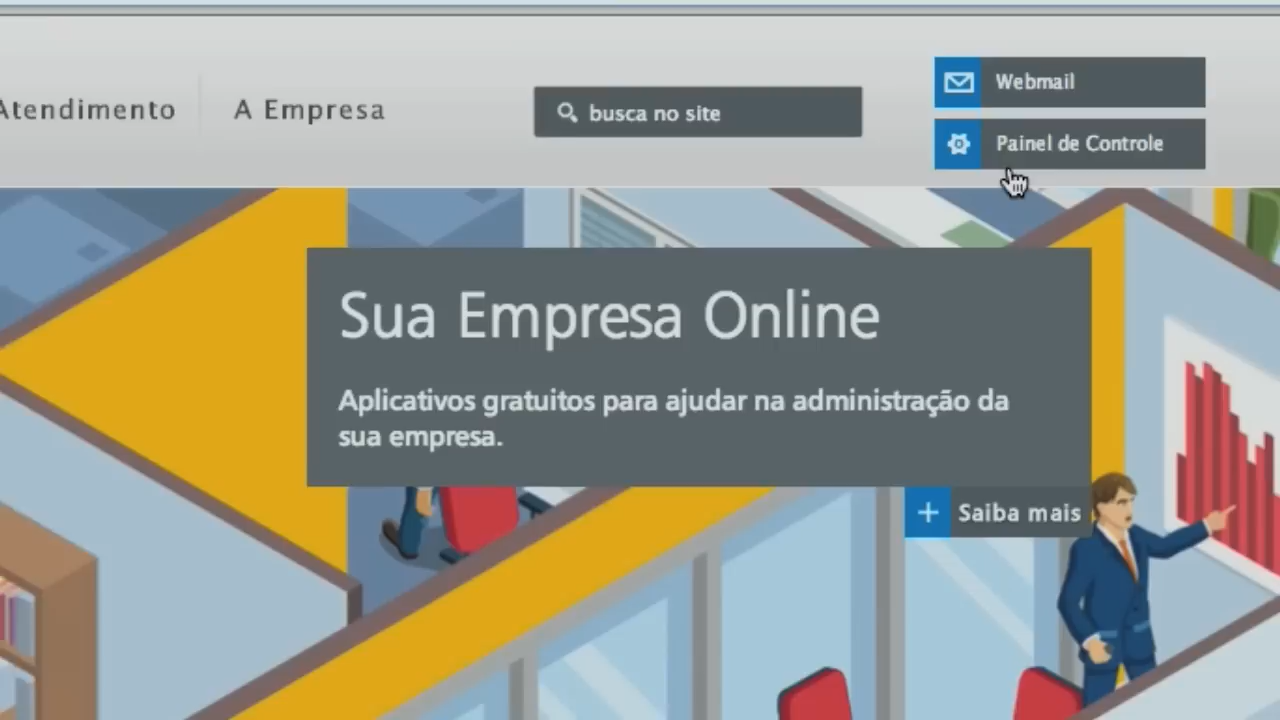 Atendimento
A Empresa
busca no site
Webmail
Painel de Controle
Sua Empresa Online
Aplicativos gratuitos para ajudar na administração da
sua empresa.
Saiba mais